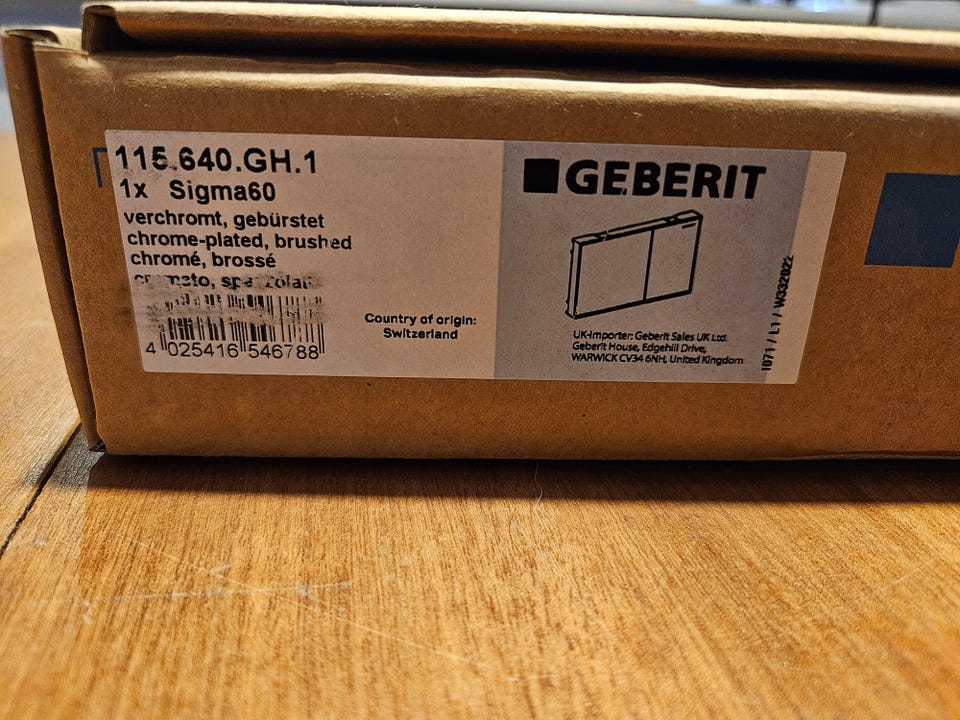 115.640.GH.1
1x Sigma60
verchromt, gebürstet
chrome-plated, brushed
chromé, brossé
4 025416 546788
Country of origin:
Switzerland
GEBERIT
UK-Importer: Geberit Sales UK Ltd.
Geberit House, Edgehill Drive,
WARWICK CV34 6NH, United Kingdom
/ L1 / W332022